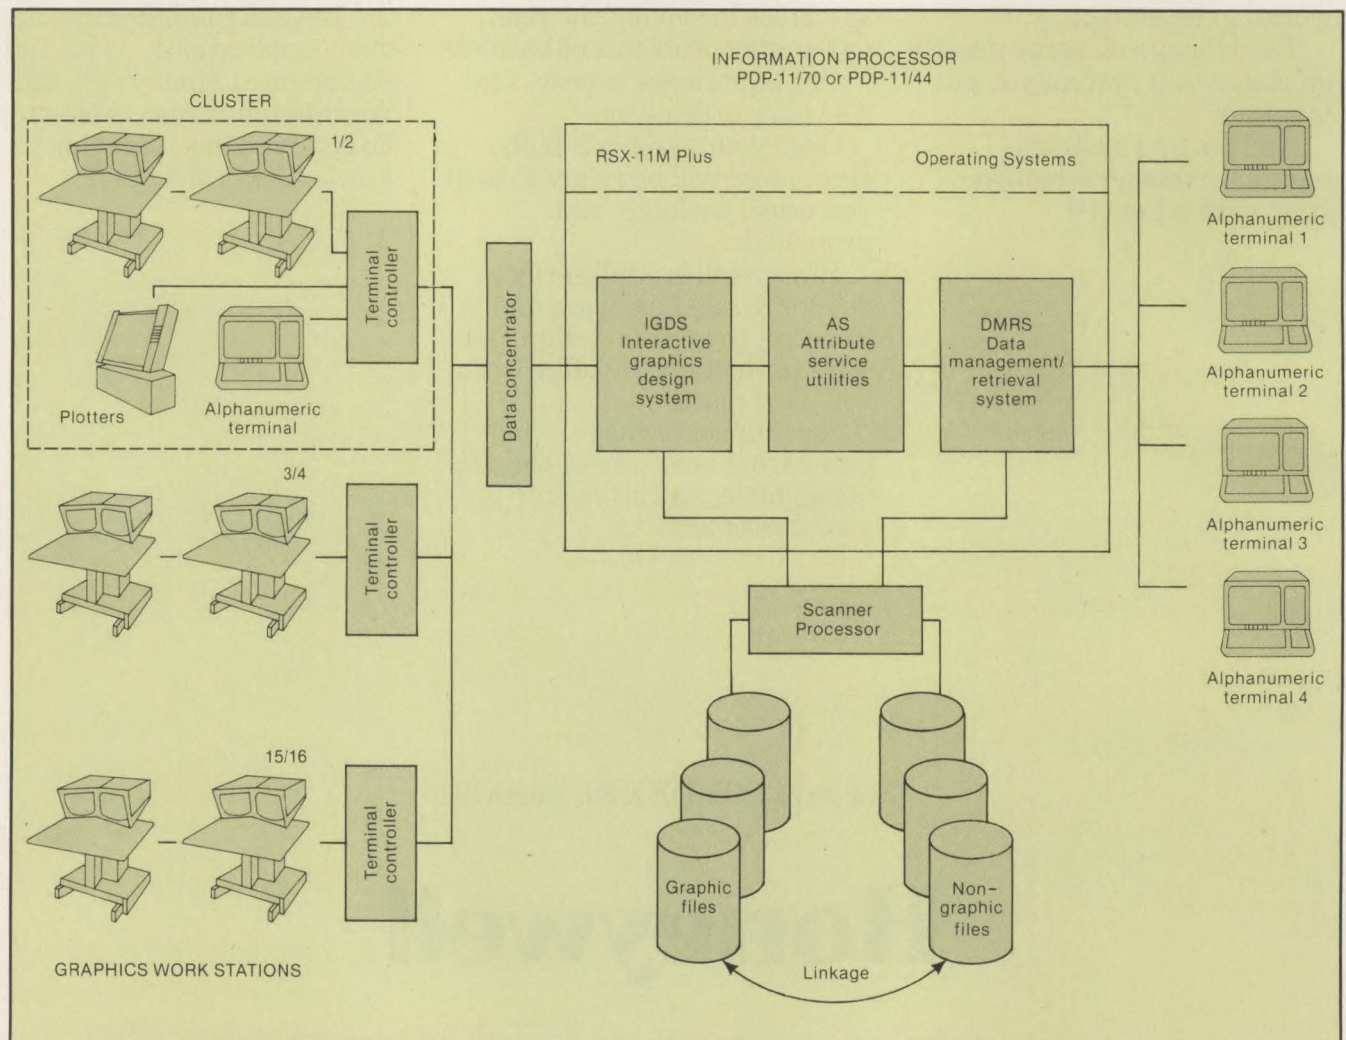 INFORMATION PROCESSOR
PDP-11/70 or PDP-11/44
CLUSTER
1/2
RSX-11M Plus
Operating Systems
Terminal
controller
Plotters
Alphanumeric
terminal
Data concentrator
IGDS
Interactive
graphics
design
system
AS
Attribute
service
utilities
DMRS
Data
management/
retrieval
system
Alphanumeric
terminal 1
Alphanumeric
terminal 2
Alphanumeric
terminal 3
Alphanumeric
terminal 4
3/4
Terminal
controller
Scanner
Processor
15/16
Terminal
controller
Graphic
files
Non-
graphic
files
Linkage
GRAPHICS WORK STATIONS